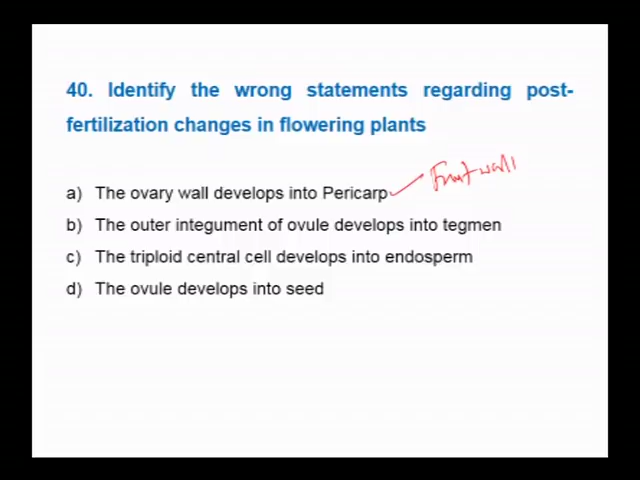 40. Identify the wrong statements regarding post-
fertilization changes in flowering plants
Fruit wall
a) The ovary wall develops into Pericarp
b) The outer integument of ovule develops into tegmen
c) The triploid central cell develops into endosperm
d) The ovule develops into seed